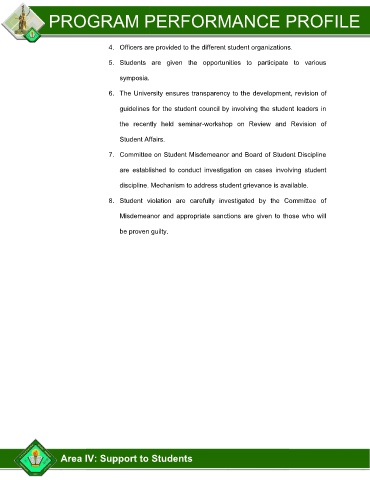 PROGRAM PERFORMANCE PROFILE
4. Officers are provided to the different student organizations.
5. Students are given the opportunities to participate to various
symposia.
6. The University ensures transparency to the development, revision of
guidelines for the student council by involving the student leaders in
the recently held seminar-workshop on Review and Revision of
Student Affairs.
7. Committee on Student Misdemeanor and Board of Student Discipline
are established to conduct investigation on cases involving student
discipline. Mechanism to address student grievance is available.
8. Student violation are carefully investigated by the Committee of
Misdemeanor and appropriate sanctions are given to those who will
be proven guilty.
Area IV: Support to Students